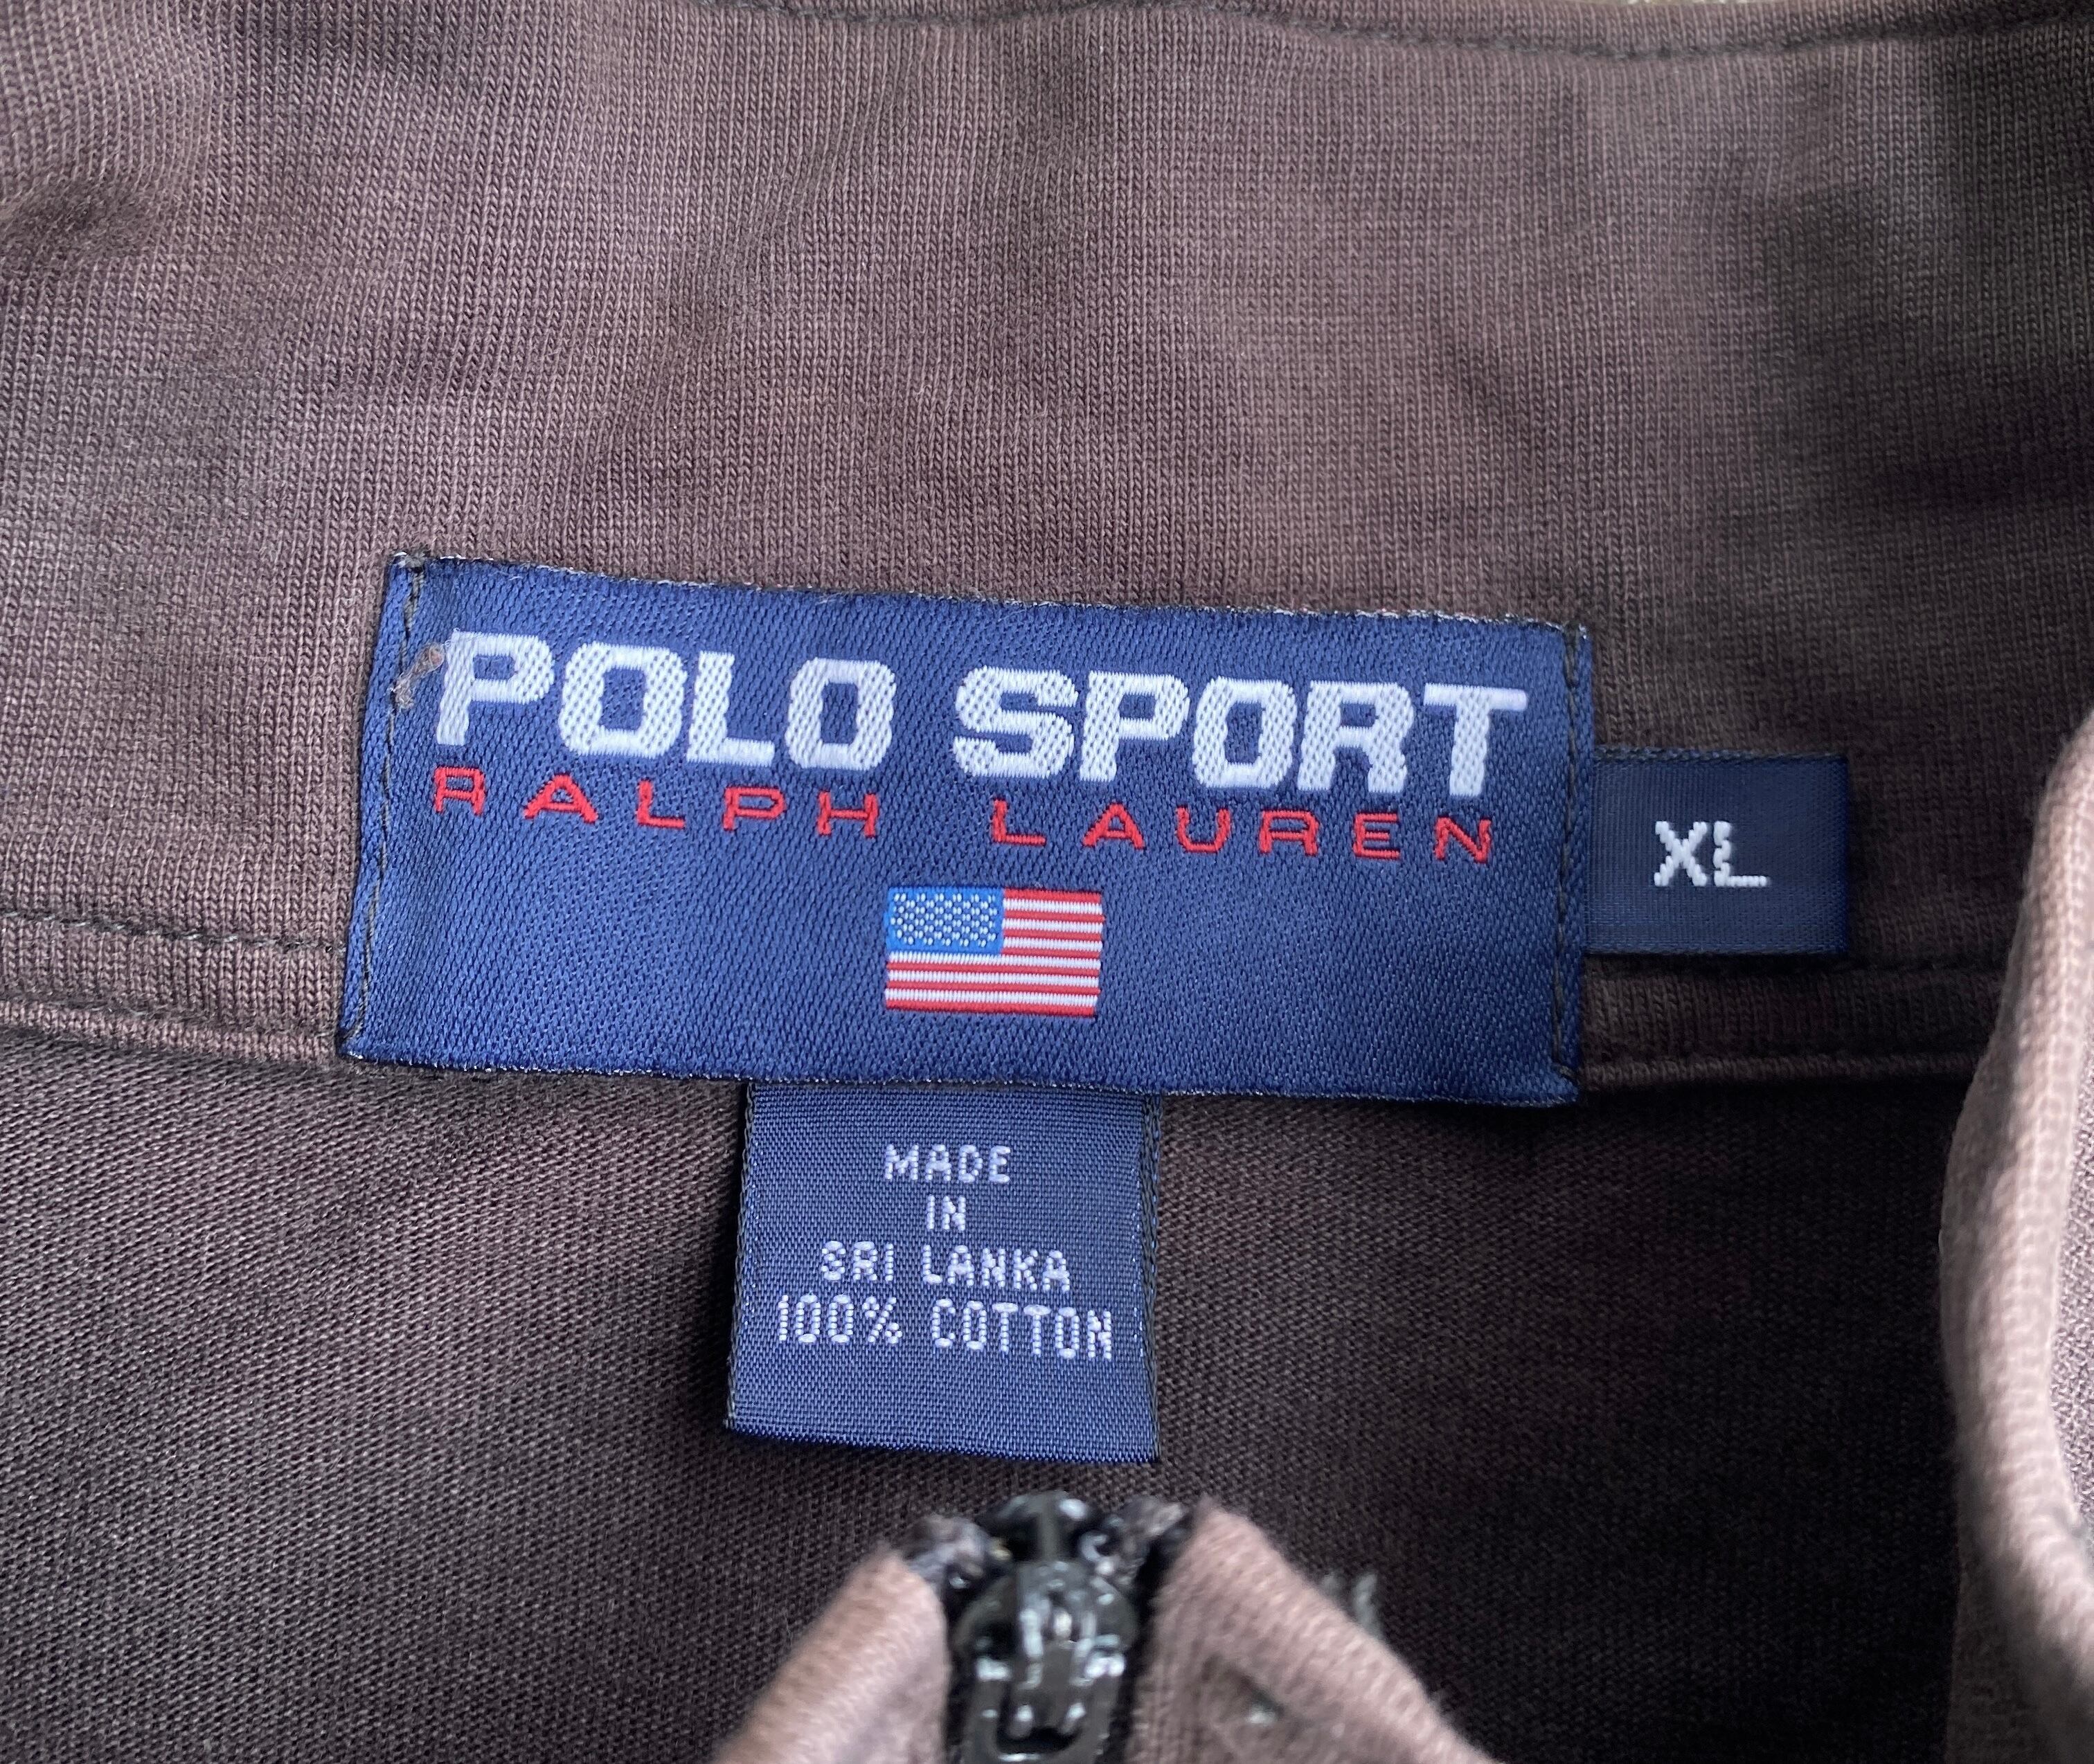 POLO SPORT
RALPH LAUREN
XL
MADE
IN
SRI LANKA
100% COTTON